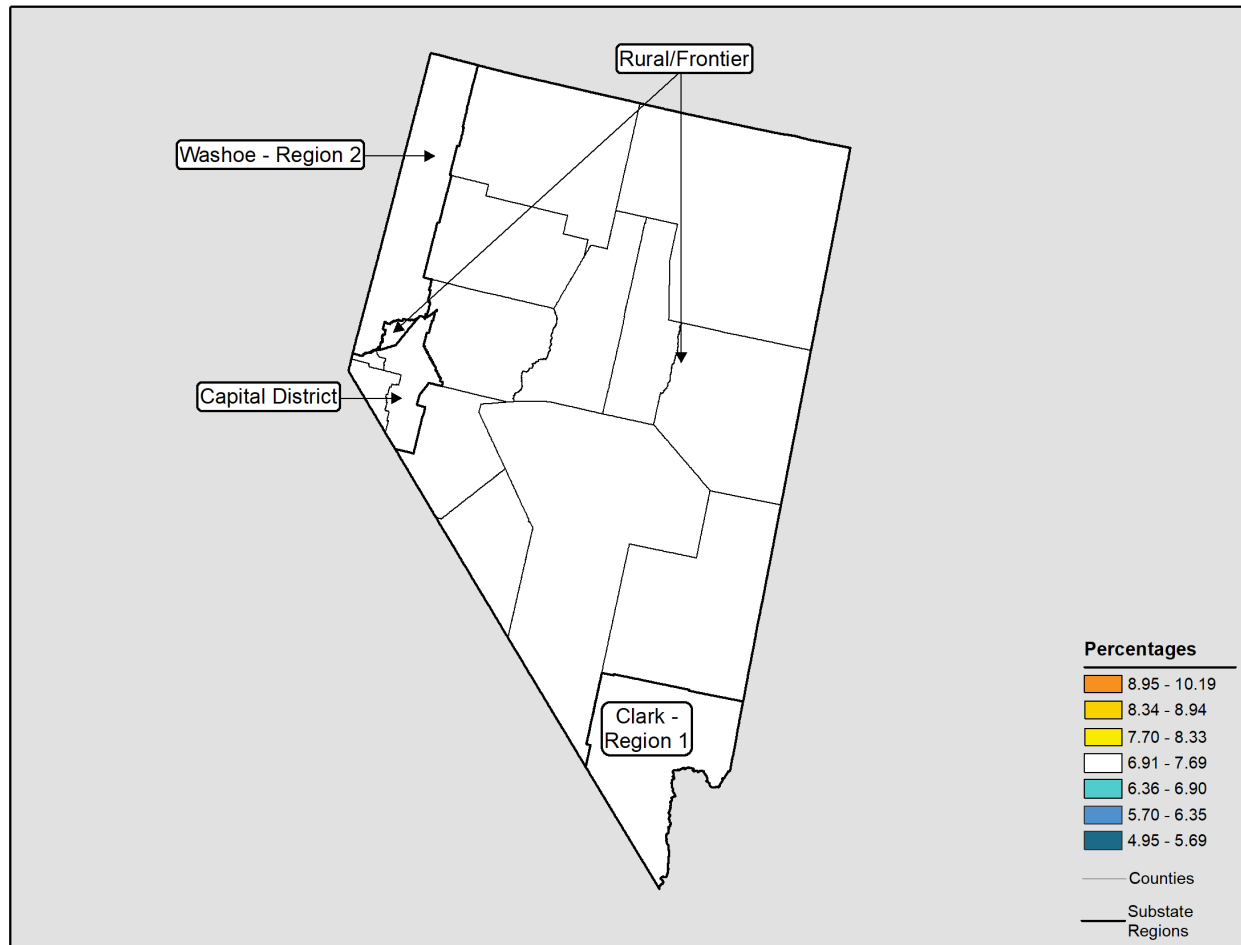 Rural/Frontier
Washoe - Region 2
Capital District
Clark -
Region 1
Percentages
8.95 - 10.19
8.34 - 8.94
7.70 - 8.33
6.91 - 7.69
6.36 - 6.90
5.70 - 6.35
4.95 - 5.69
Counties
Substate
Regions